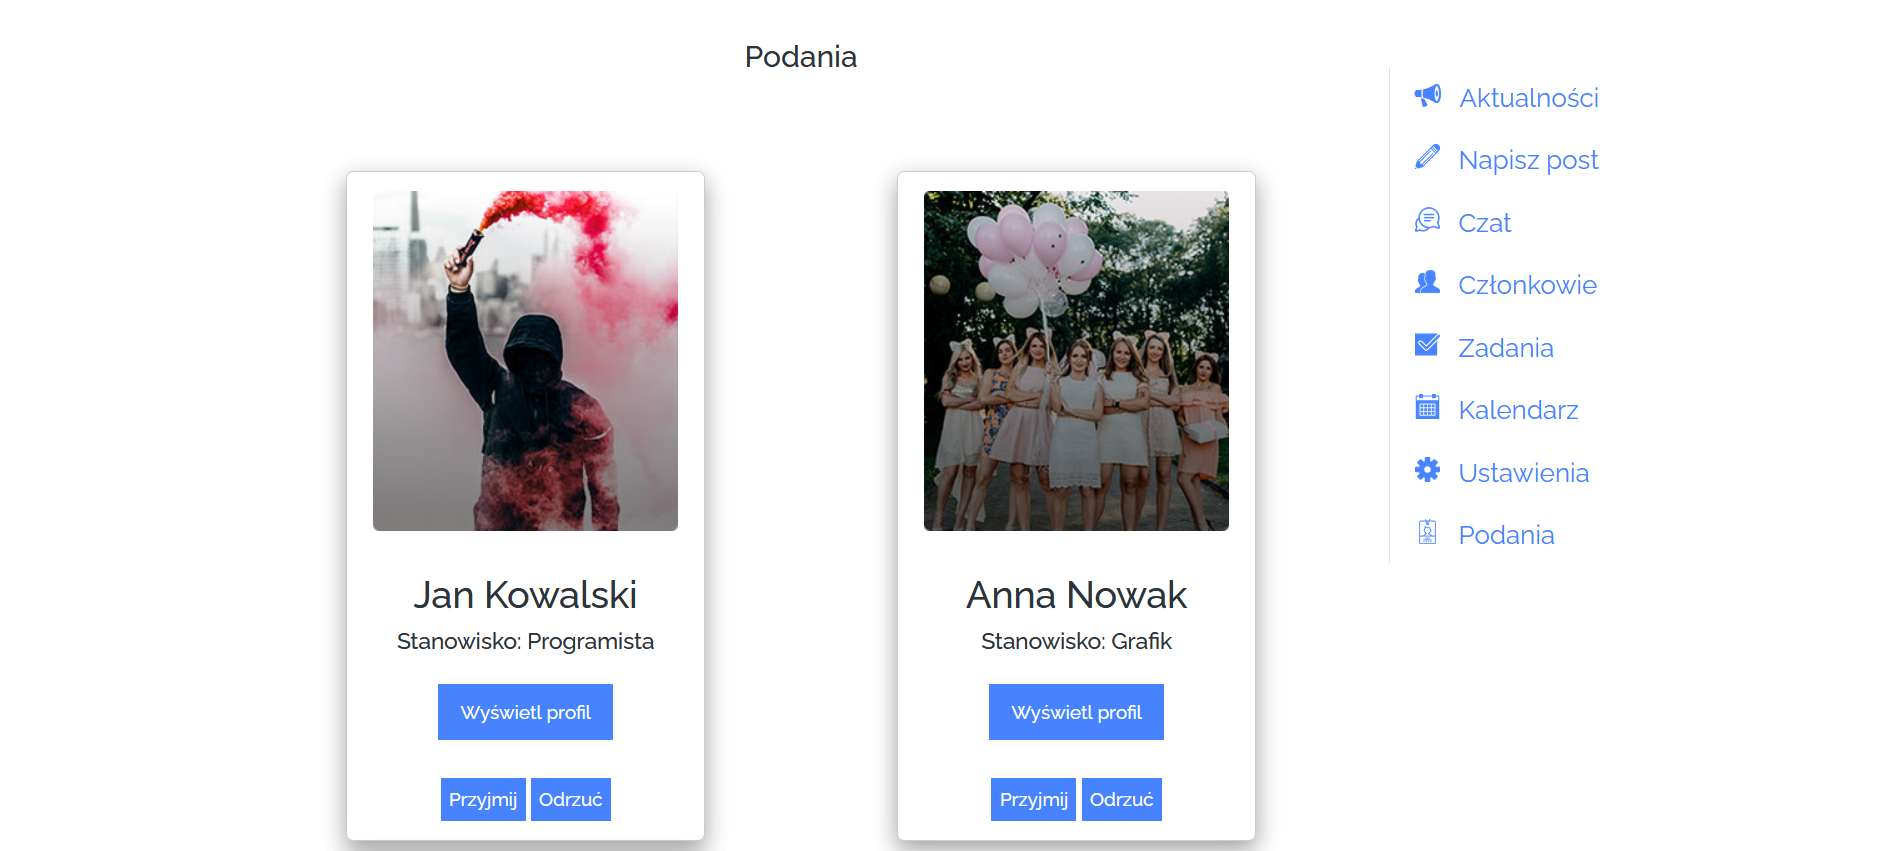 Podania
Jan Kowalski
Stanowisko: Programista
Wyświetl profil
Przyjmij Odrzuć
Anna Nowak
Stanowisko: Grafik
Wyświetl profil
Przyjmij Odrzuć
Aktualności
Napisz post
Czat
Członkowie
Zadania
Kalendarz
Ustawienia
Podania